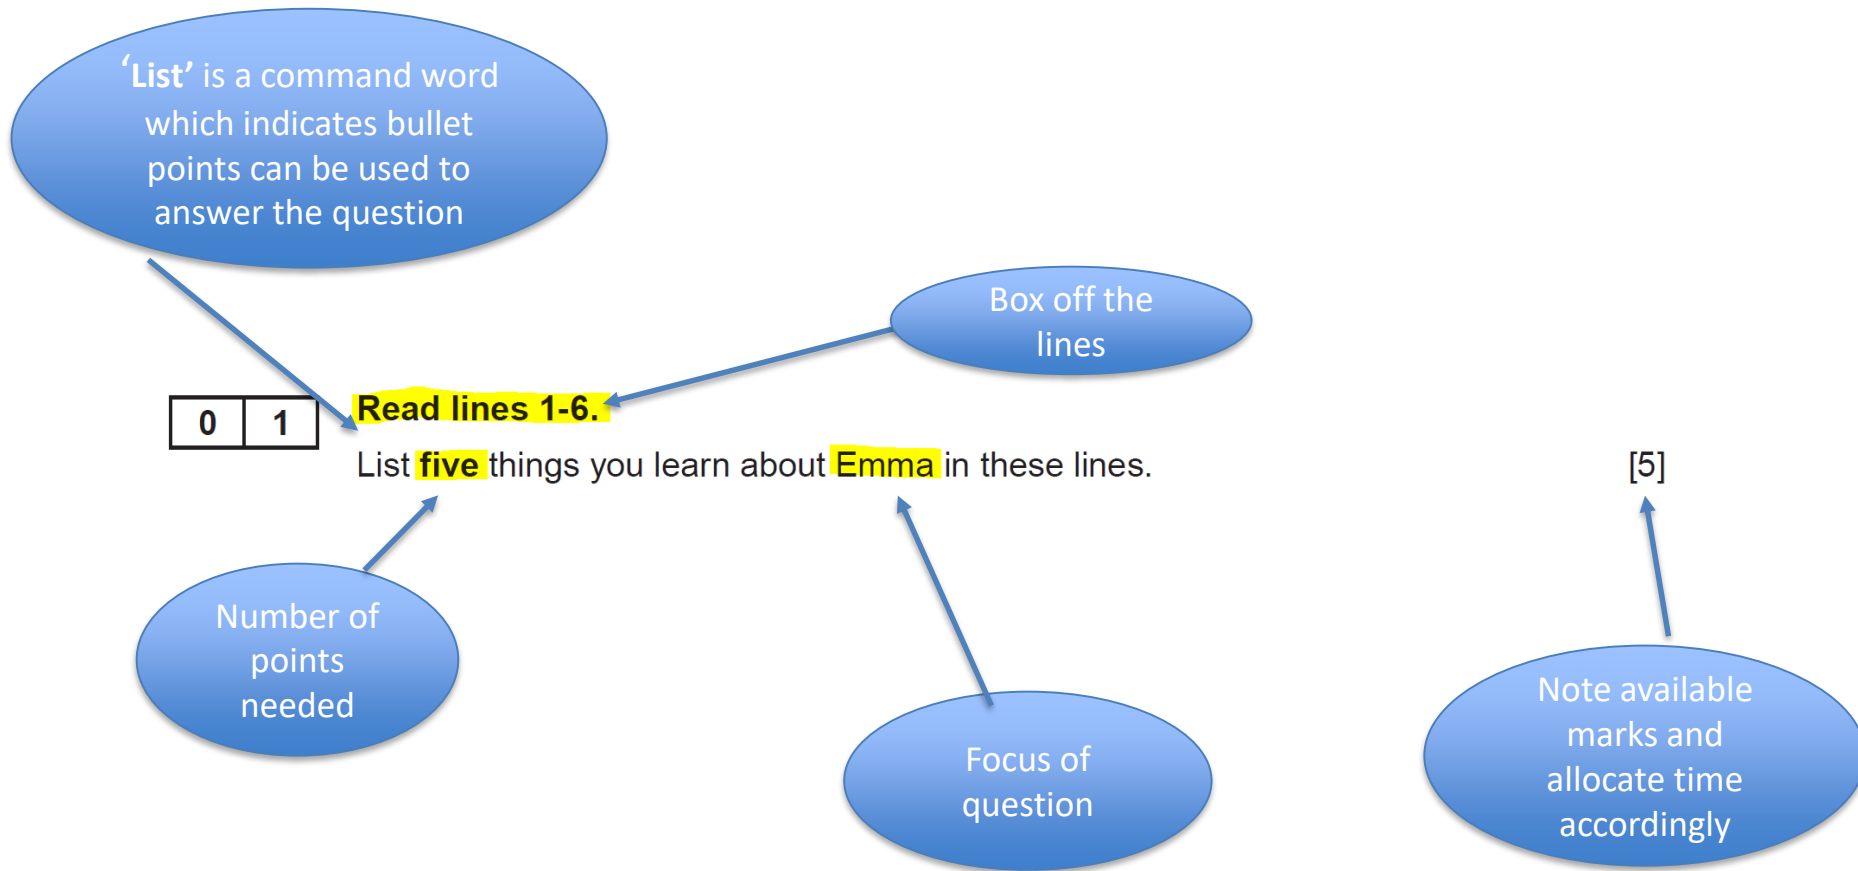 ‘List’ is a command word
which indicates bullet
points can be used to
answer the question
Box off the
lines
0 1
Read lines 1-6.
List five things you learn about Emma in these lines.
[5]
Number of
points
needed
Focus of
question
Note available
marks and
allocate time
accordingly